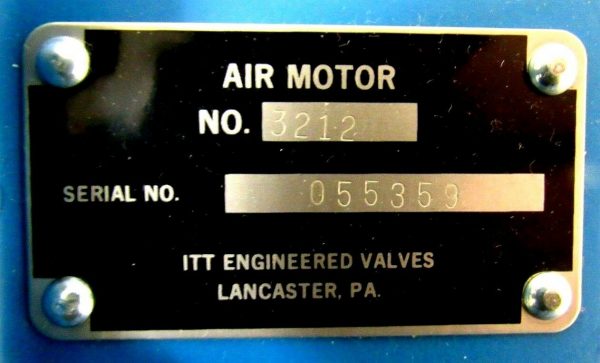 AIR MOTOR
NO. 3212
SERIAL NO. 055359
ITT ENGINEERED VALVES
LANCASTER, PA.